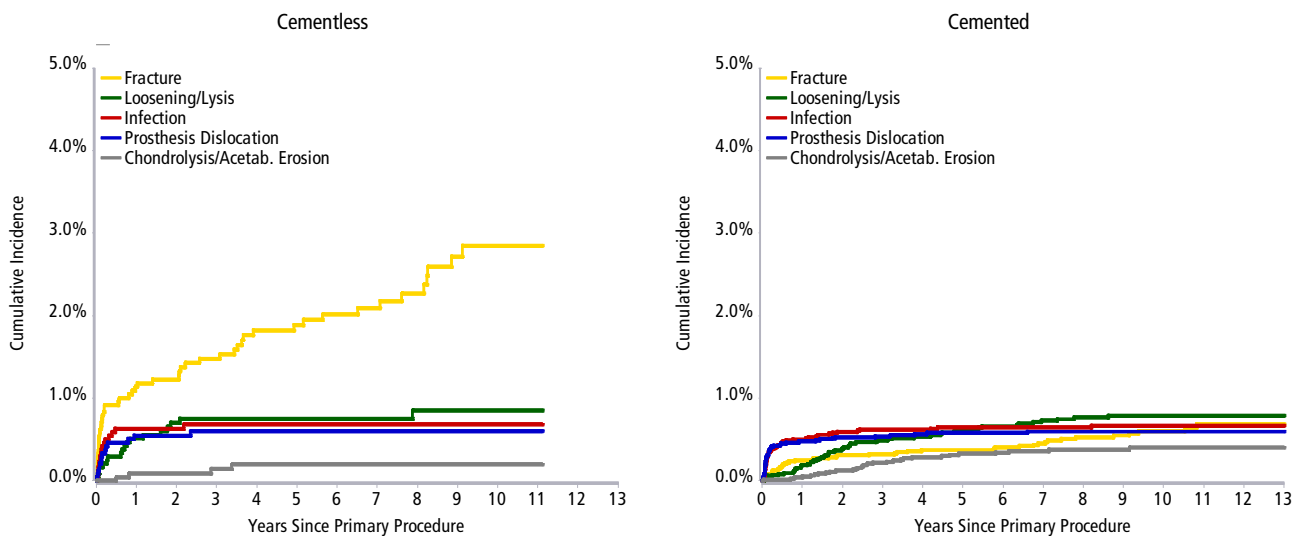 Cementless
5.0%
4.0%
3.0%
2.0%
1.0%
0.0%
Cumulative Incidence
Fracture
Loosening/Lysis
Infection
Prosthesis Dislocation
Chondrolysis/Acetab. Erosion
0 1 2 3 4 5 6 7 8 9 10 11 12 13
Years Since Primary Procedure
Cemented
5.0%
4.0%
3.0%
2.0%
1.0%
0.0%
Cumulative Incidence
Fracture
Loosening/Lysis
Infection
Prosthesis Dislocation
Chondrolysis/Acetab. Erosion
0 1 2 3 4 5 6 7 8 9 10 11 12 13
Years Since Primary Procedure